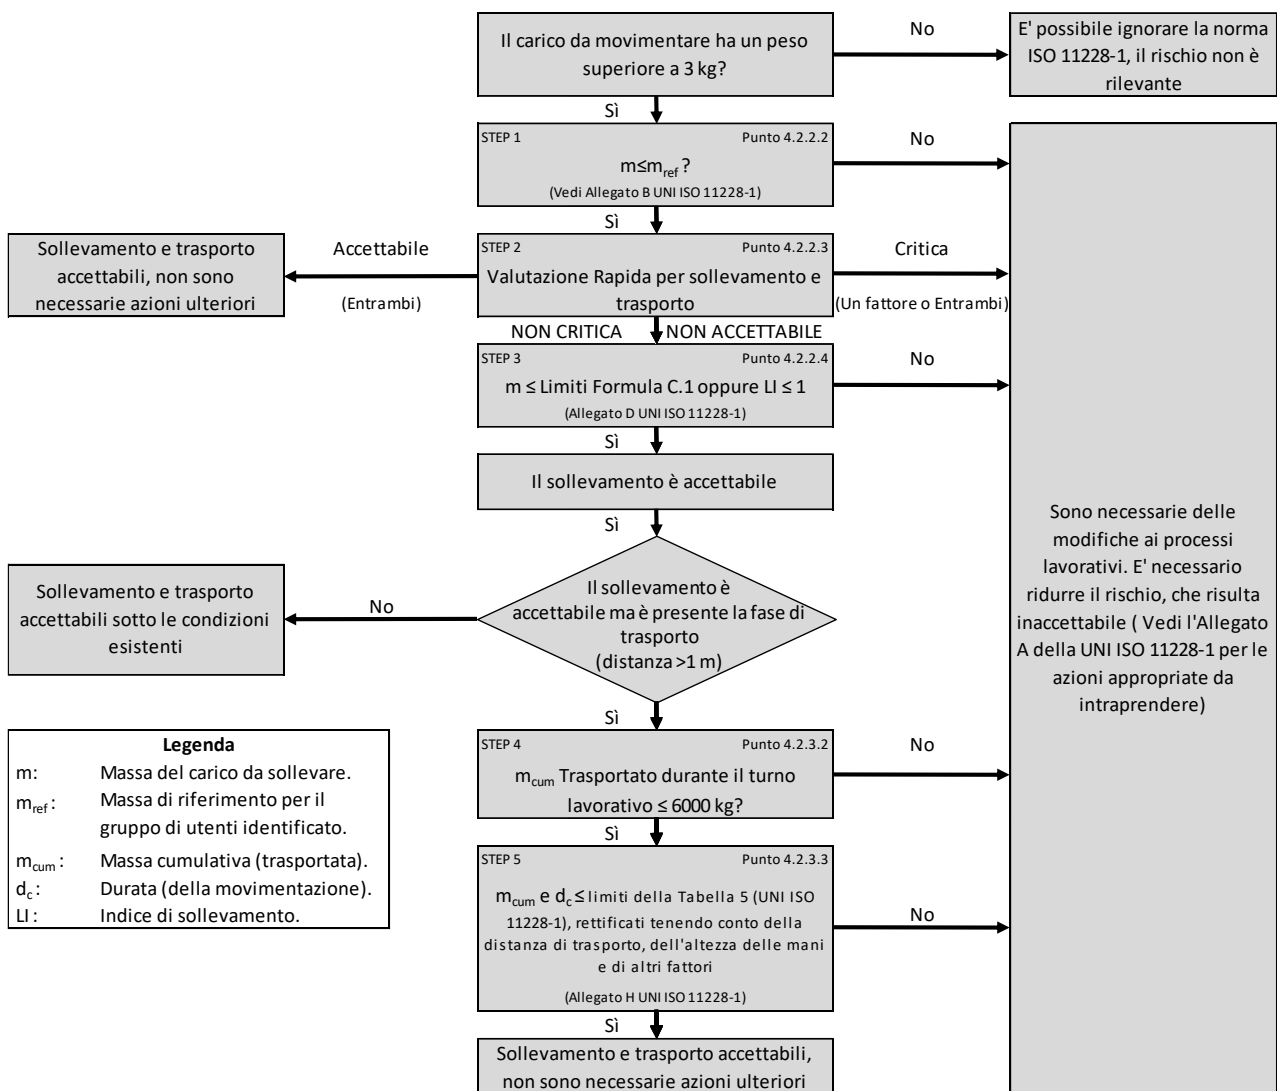 Il carico da movimentare ha un peso
superiore a 3 kg?
No
E' possibile ignorare la norma
ISO 11228-1, il rischio non è
rilevante
Sì
STEP 1 Punto 4.2.2.2
m≤mref ?
(Vedi Allegato B UNI ISO 11228-1)
No
Sì
Sollevamento e trasporto
accettabili, non sono
necessarie azioni ulteriori
Accettabile
(Entrambi)
STEP 2 Punto 4.2.2.3
Valutazione Rapida per sollevamento e
trasporto
Critica
(Un fattore o Entrambi)
NON CRITICA NON ACCETTABILE
STEP 3 Punto 4.2.2.4
m ≤ Limiti Formula C.1 oppure LI ≤ 1
(Allegato D UNI ISO 11228-1)
No
Sì
Il sollevamento è accettabile
Sì
Sollevamento e trasporto
accettabili sotto le condizioni
esistenti
No
Il sollevamento è
accettabile ma è presente la fase di
trasporto
(distanza >1 m)
Sono necessarie delle
modifiche ai processi
lavorativi. E' necessario
ridurre il rischio, che risulta
inaccettabile ( Vedi l'Allegato
A della UNI ISO 11228-1 per le
azioni appropriate da
intraprendere)
Sì
STEP 4 Punto 4.2.3.2
mcum Trasportato durante il turno
lavorativo ≤ 6000 kg?
No
Sì
STEP 5 Punto 4.2.3.3
mcum e dc ≤ limiti della Tabella 5 (UNI ISO
11228-1), rettificati tenendo conto della
distanza di trasporto, dell'altezza delle mani
e di altri fattori
(Allegato H UNI ISO 11228-1)
No
Sì
Sollevamento e trasporto accettabili,
non sono necessarie azioni ulteriori
Legenda
m: Massa del carico da sollevare.
mref : Massa di riferimento per il
gruppo di utenti identificato.
mcum : Massa cumulativa (trasportata).
dc : Durata (della movimentazione).
LI : Indice di sollevamento.